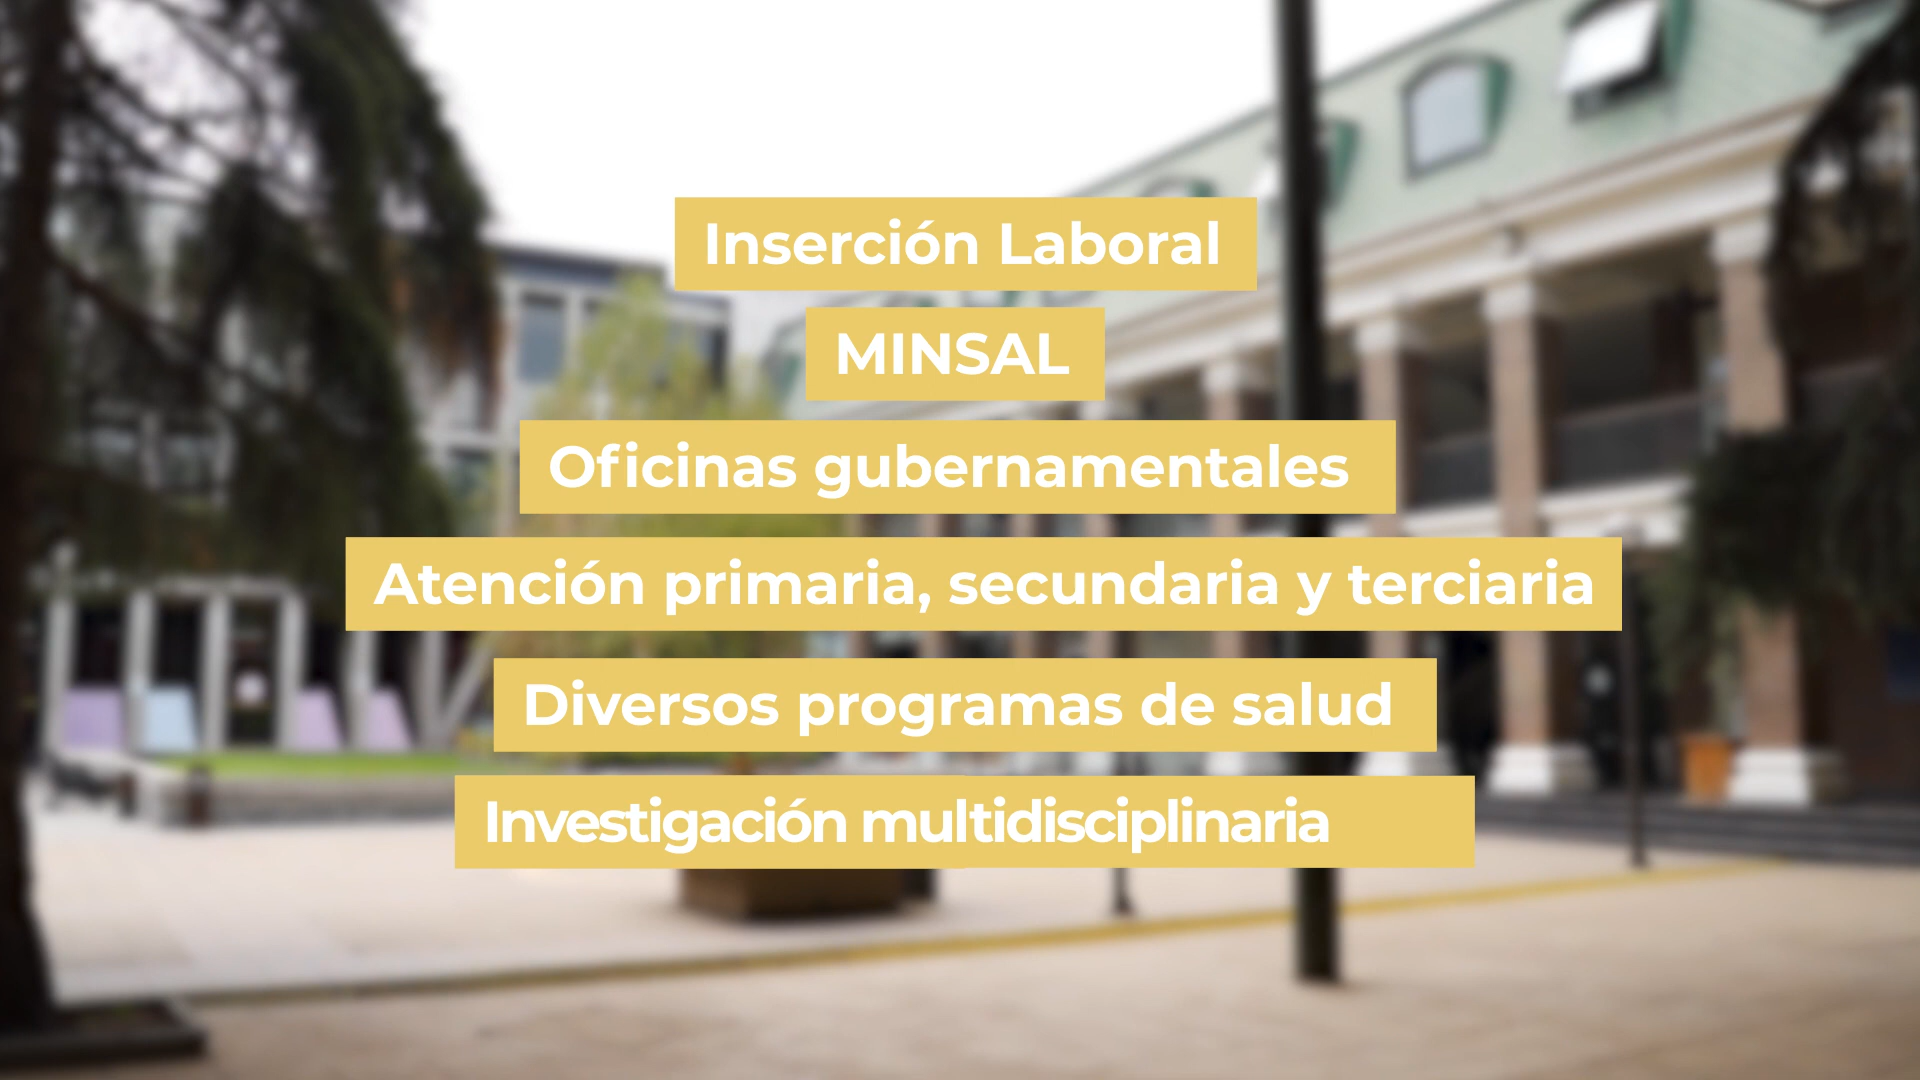 Inserción Laboral
MINSAL
Oficinas gubernamentales
Atención primaria, secundaria y terciaria
Diversos programas de salud
Investigación multidisciplinaria